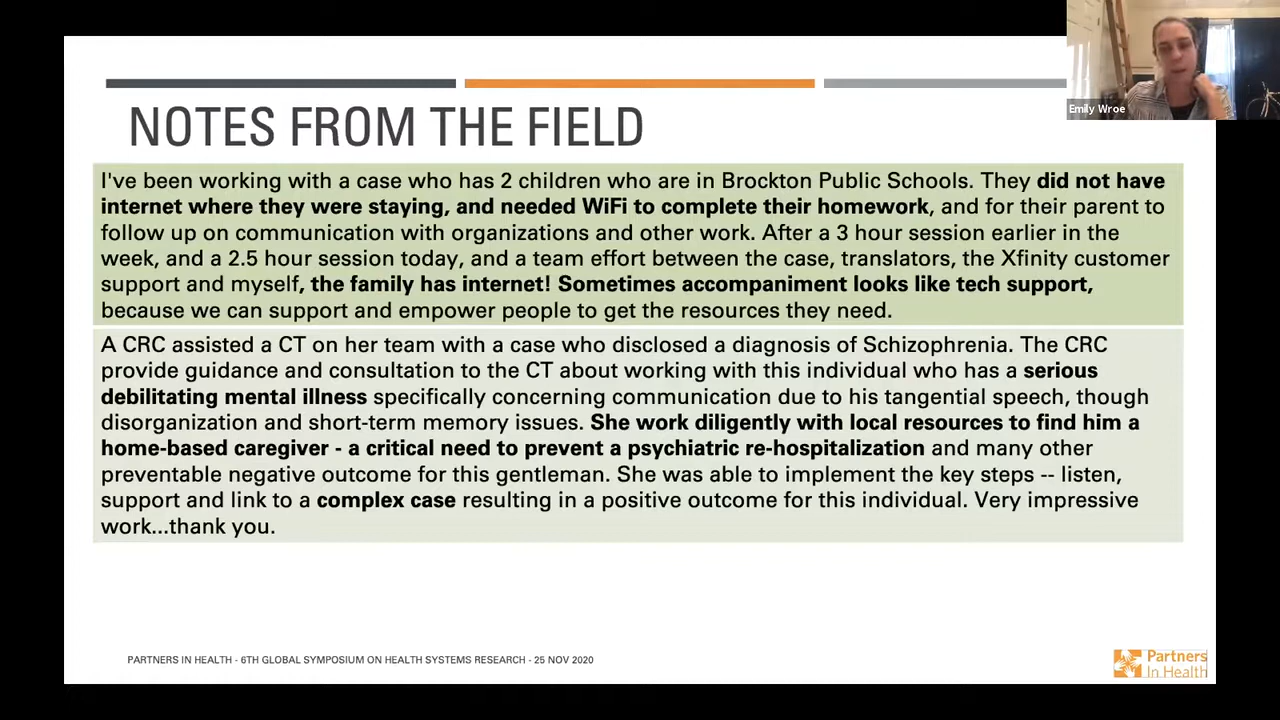 Emily Wroe
NOTES FROM THE FIELD
I've been working with a case who has 2 children who are in Brockton Public Schools. They did not have
internet where they were staying, and needed WiFi to complete their homework, and for their parent to
follow up on communication with organizations and other work. After a 3 hour session earlier in the
week, and a 2.5 hour session today, and a team effort between the case, translators, the Xfinity customer
support and myself, the family has internet! Sometimes accompaniment looks like tech support,
because we can support and empower people to get the resources they need.
A CRC assisted a CT on her team with a case who disclosed a diagnosis of Schizophrenia. The CRC
provide guidance and consultation to the CT about working with this individual who has a serious
debilitating mental illness specifically concerning communication due to his tangential speech, though
disorganization and short-term memory issues. She work diligently with local resources to find him a
home-based caregiver - a critical need to prevent a psychiatric re-hospitalization and many other
preventable negative outcome for this gentleman. She was able to implement the key steps -- listen,
support and link to a complex case resulting in a positive outcome for this individual. Very impressive
work...thank you.
PARTNERS IN HEALTH - 6TH GLOBAL SYMPOSIUM ON HEALTH SYSTEMS RESEARCH - 25 NOV 2020
Partners
In Health